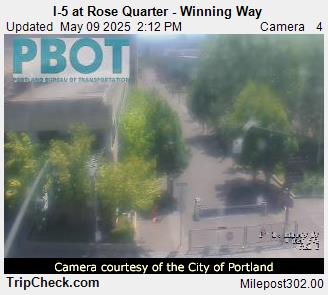 I-5 at Rose Quarter - Winning Way
Updated May 09 2025 2:12 PM Camera 4
PBOT
PORTLAND BUREAU OF TRANSPORTATION
Camera courtesy of the City of Portland
TripCheck.com Milepost302.00